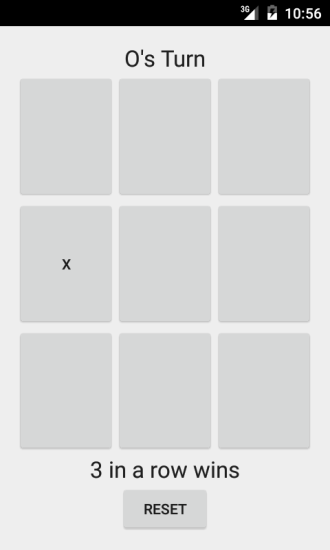 3G 10:56
O's Turn
X
3 in a row wins
RESET